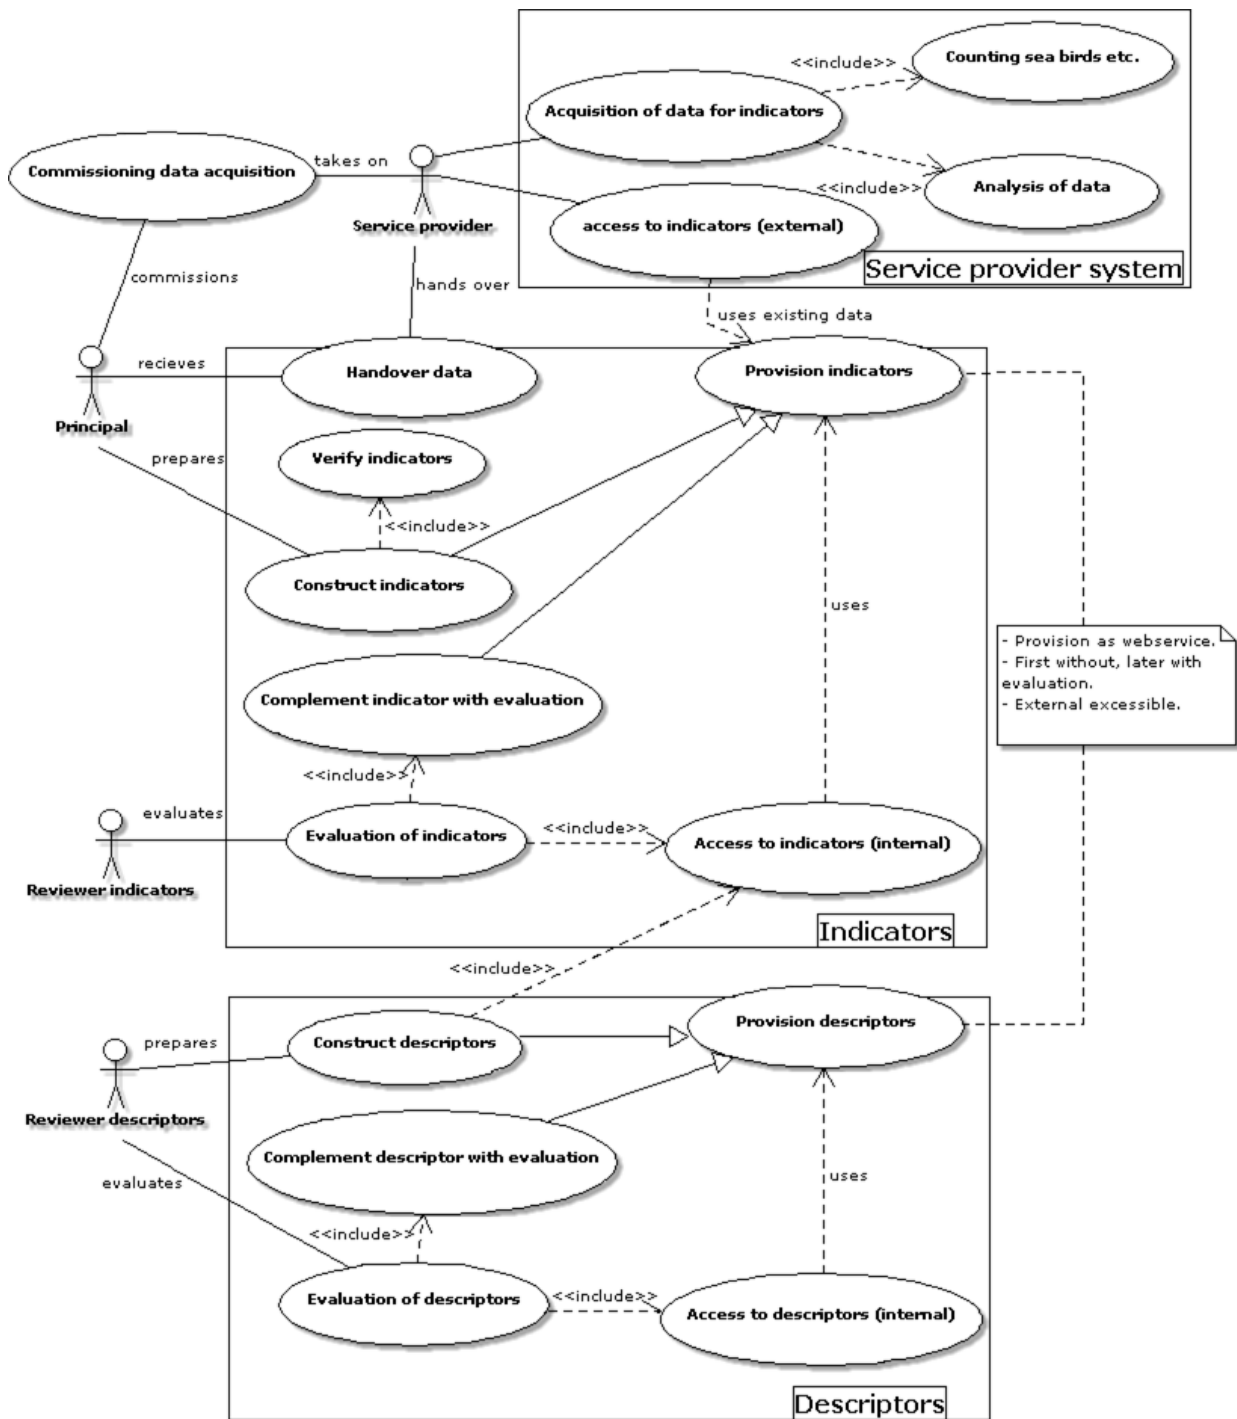 Counting sea birds etc.
<<include>>
Acquisition of data for indicators
Commissioning data acquisition
takes on
<<include>>
Analysis of data
Service provider
access to indicators (external)
Service provider system
commissions
hands over
uses existing data
recieves
Handover data
Provision indicators
Principal
prepares
Verify indicators
<<include>>
Construct indicators
uses
- Provision as webservice.
- First without, later with
evaluation.
- External excessible.
Complement indicator with evaluation
<<include>>
evaluates
Evaluation of indicators
<<include>>
Access to indicators (internal)
Reviewer indicators
Indicators
<<include>>
Provision descriptors
prepares
Construct descriptors
Reviewer descriptors
Complement descriptor with evaluation
evaluates
uses
<<include>>
Evaluation of descriptors
<<include>>
Access to descriptors (internal)
Descriptors